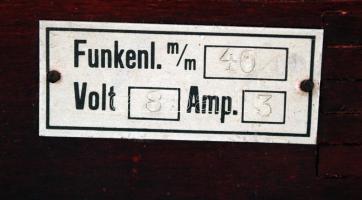 Funkenl. m/m 40
Volt 8 Amp. 3